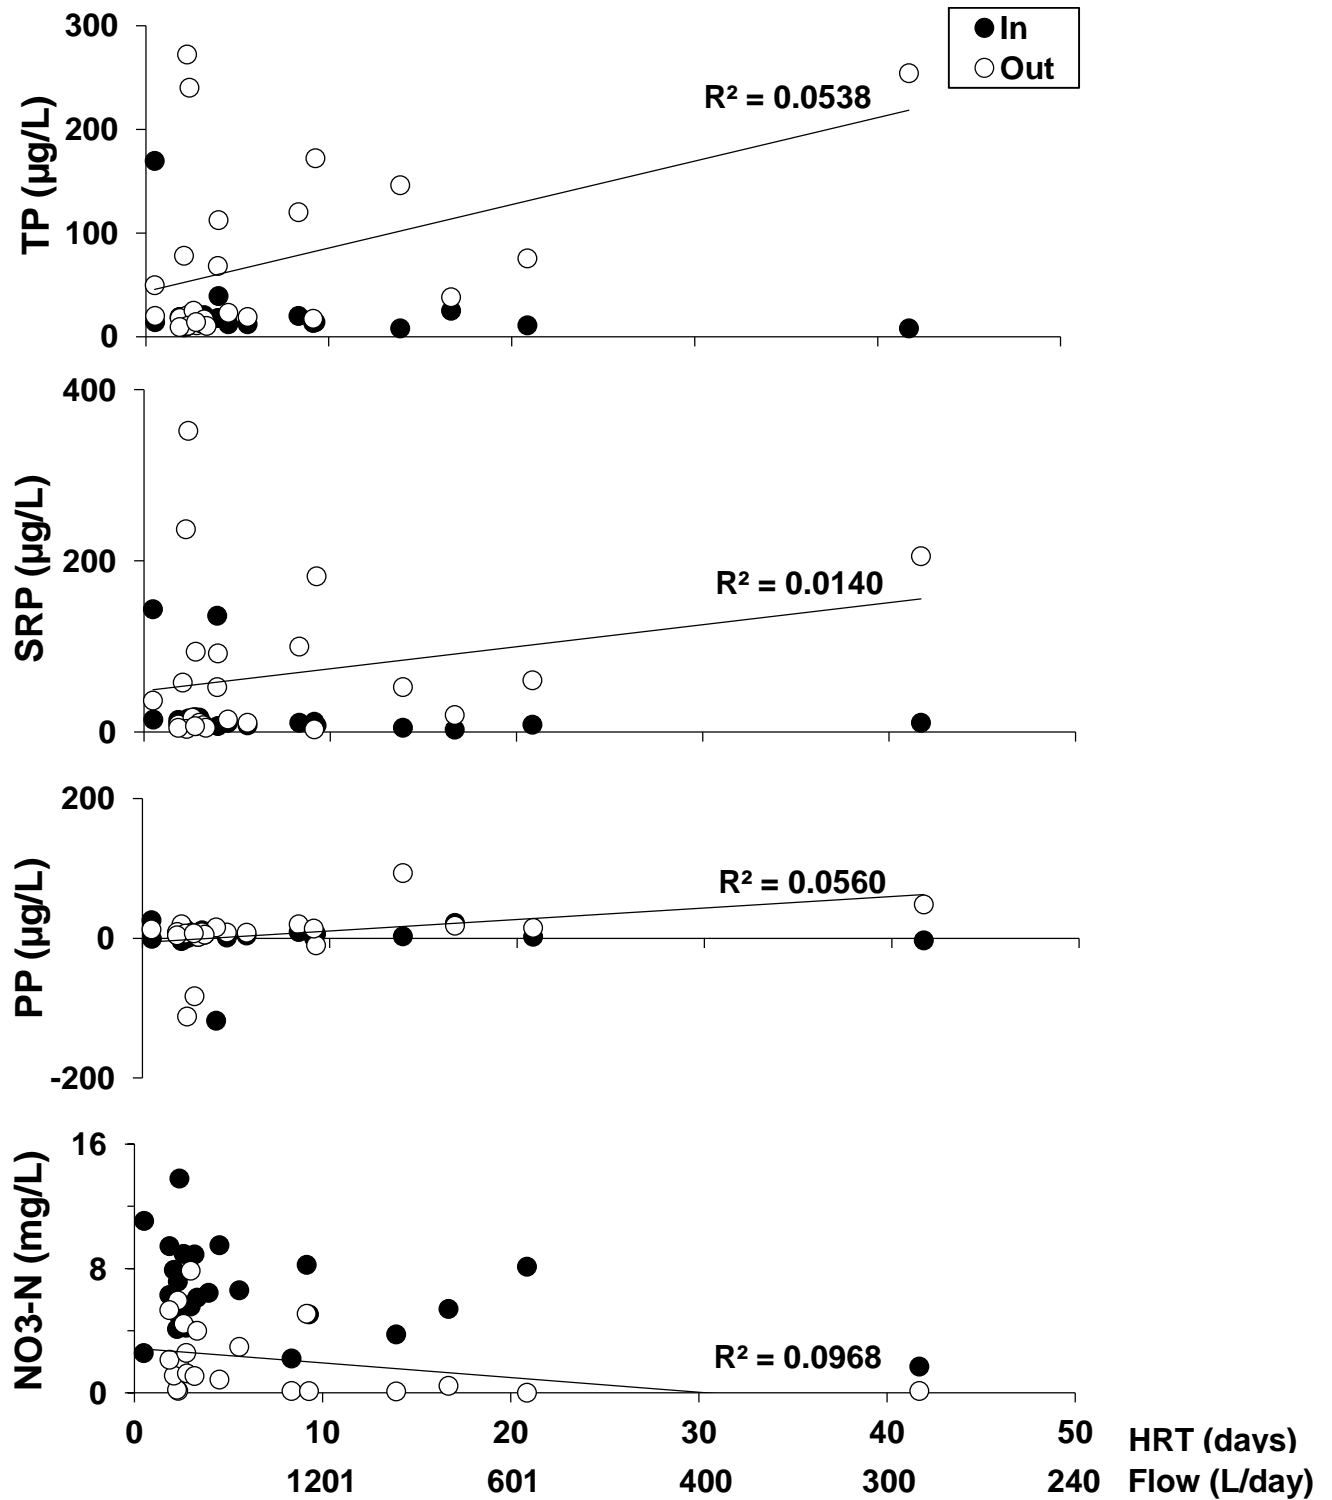 300
In
Out
R² = 0.0538
200
TP (µg/L)
100
0
400
SRP (µg/L)
200
R² = 0.0140
0
200
R² = 0.0560
PP (µg/L)
0
-200
16
NO3-N (mg/L)
8
R² = 0.0968
0
0 10 20 30 40 50 HRT (days)
1201 601 400 300 240 Flow (L/day)